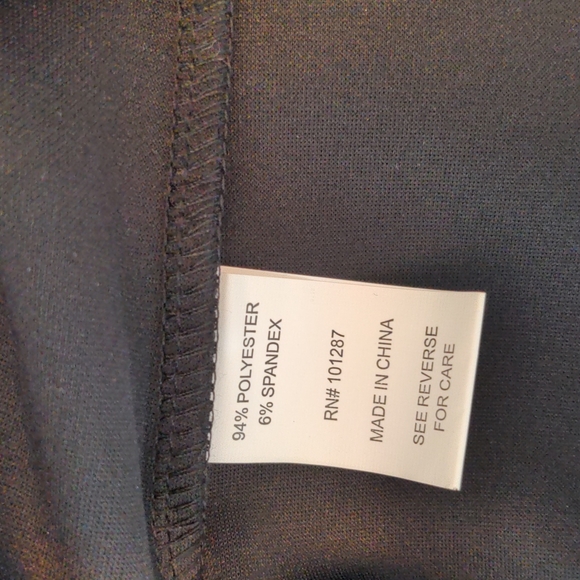 94% POLYESTER
6% SPANDEX
RN# 101287
MADE IN CHINA
SEE REVERSE
FOR CARE